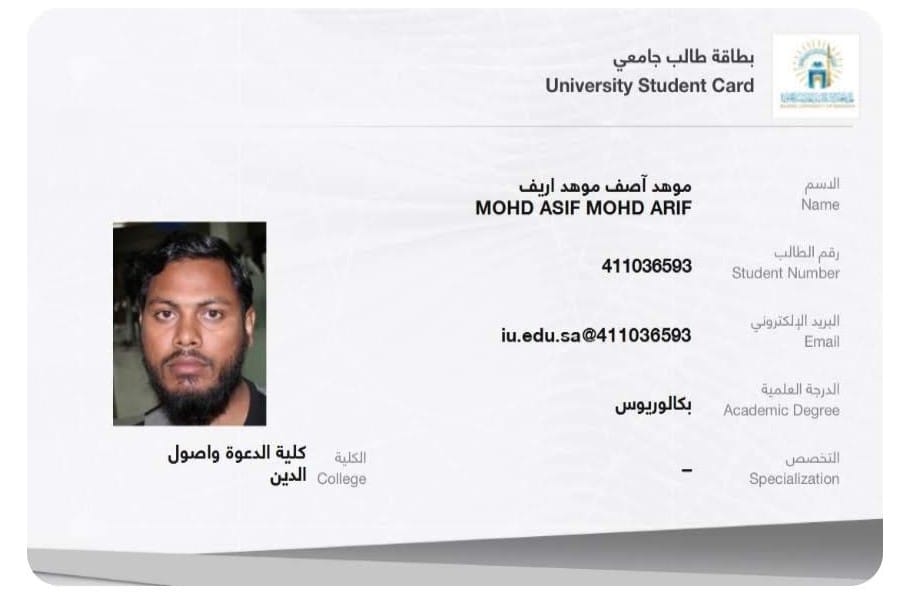 بطاقة طالب جامعي
University Student Card
الاسم
موهد آصف موهد اريف
Name
MOHD ASIF MOHD ARIF
رقم الطالب
Student Number
411036593
البريد الإلكتروني
Email
iu.edu.sa@411036593
الدرجة العلمية
Academic Degree
بكالوريوس
التخصص
Specialization
–
الكلية
College
كلية الدعوة واصول
الدين